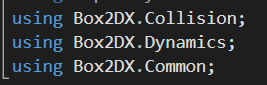 using Box2DX.Collision;
using Box2DX.Dynamics;
using Box2DX.Common;